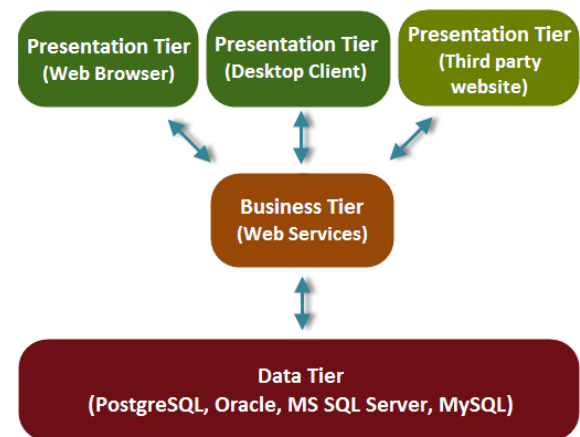 Presentation Tier
(Web Browser)
Presentation Tier
(Desktop Client)
Presentation Tier
(Third party
website)
Business Tier
(Web Services)
Data Tier
(PostgreSQL, Oracle, MS SQL Server, MySQL)